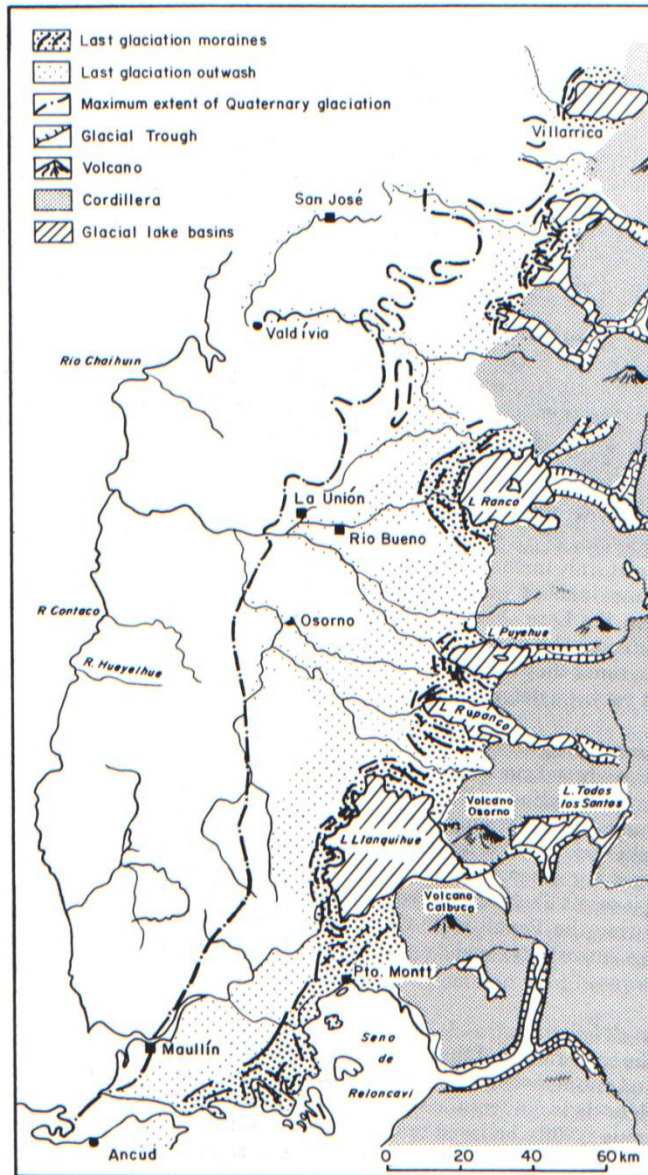 Last glaciation moraines
Last glaciation outwash
Maximum extent of Quaternary glaciation
Glacial Trough
Volcano
Cordillera
Glacial lake basins
Villarrica
San José
Valdívia
Rio Chaihuin
La Unión
L. Ranco
Rio Bueno
R. Contaco
Osorno
L. Puyehue
R. Hueyelhue
L. Rupanco
L. Todos
los Santos
Volcano
Osorno
L. Llanquihue
Volcano
Calbuco
Pto. Montt
Maullín
Seno
de
Reloncaví
Ancud
0 20 40 60 km